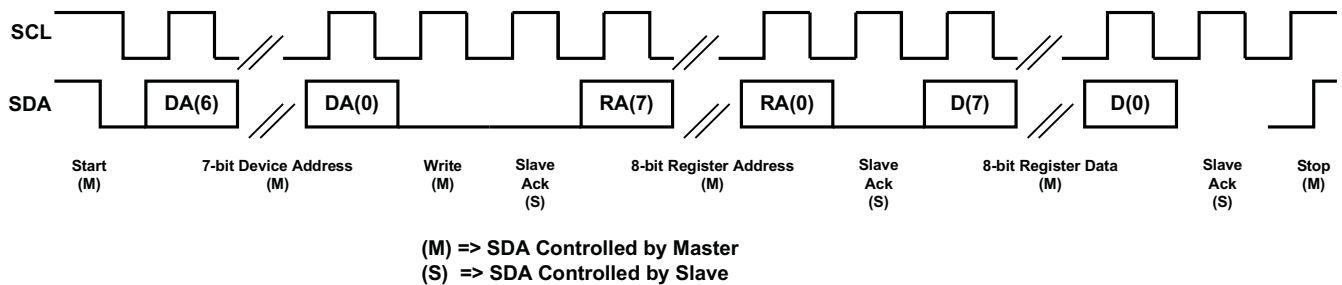 SCL
SDA
DA(6)
DA(0)
RA(7)
RA(0)
D(7)
D(0)
Start
(M)
7-bit Device Address
(M)
Write
(M)
Slave
Ack
(S)
8-bit Register Address
(M)
Slave
Ack
(S)
8-bit Register Data
(M)
Slave
Ack
(S)
Stop
(M)
(M) => SDA Controlled by Master
(S) => SDA Controlled by Slave